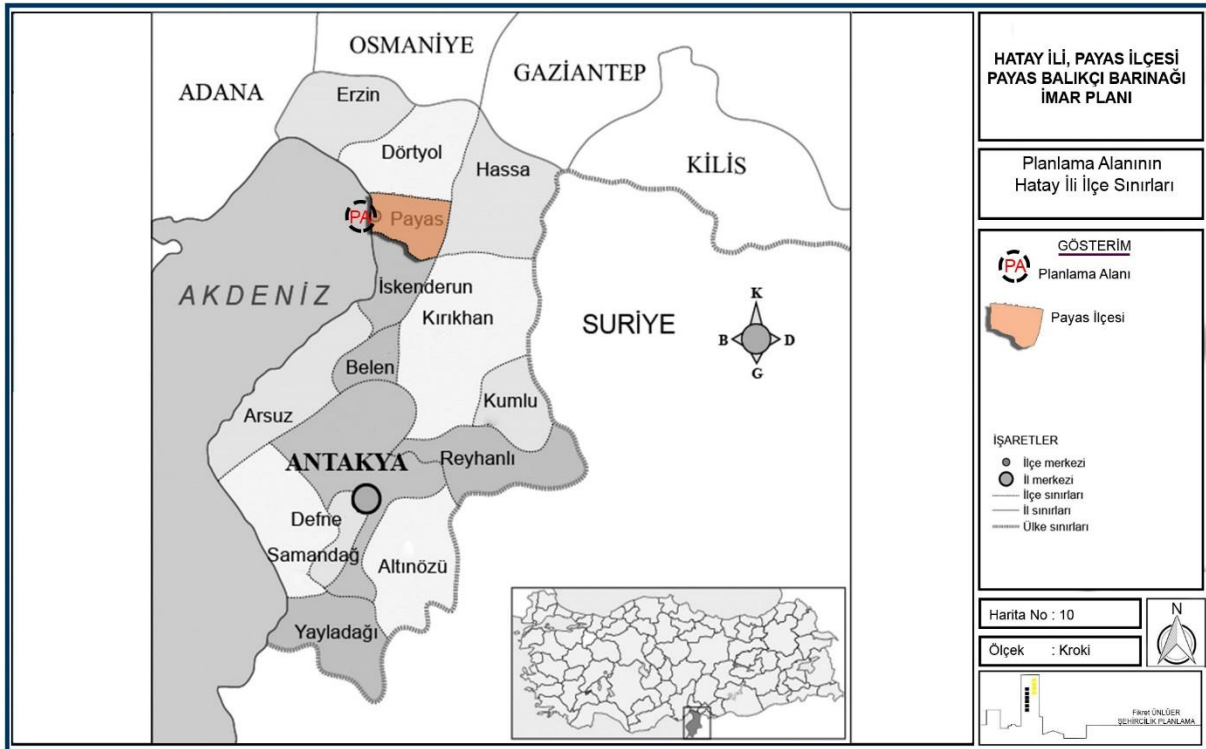 OSMANİYE
GAZİANTEP
ADANA
Erzin
Dörtyol
Hassa
KİLİS
PA
Payas
AKDENİZ
İskenderun
Kırıkhan
SURİYE
K
B
D
G
Belen
Kumlu
Arsuz
ANTAKYA
Reyhanlı
Defne
Samandağ
Altınözü
Yayladağı
HATAY İLİ, PAYAS İLÇESİ
PAYAS BALIKÇI BARINAĞI
İMAR PLANI
Planlama Alanının
Hatay İli İlçe Sınırları
GÖSTERİM
PA
Planlama Alanı
Payas İlçesi
İŞARETLER
İlçe merkezi
İl merkezi
İlçe sınırları
İl sınırları
Ülke sınırları
Harita No : 10
Ölçek : Kroki
N
Fikret ÜNLÜER
ŞEHİRCİLİK PLANLAMA